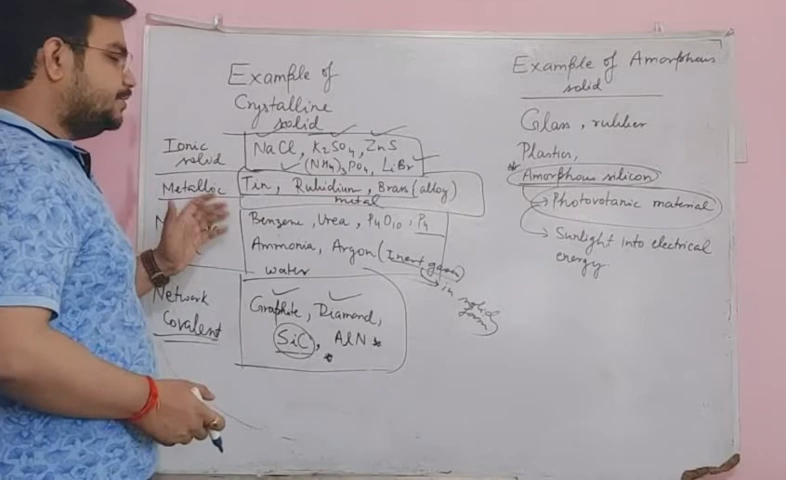 Example of
Crystalline
solid
Ionic
solid
NaCl, K2SO4, ZnS
(NH4)3PO4, LiBr
Metallic
Tin, Rubidium, Brass (alloy)
metal
Benzene, Urea, P4O10, P4
Ammonia, Argon (Inert gases)
water
in solid
form
Network
Covalent
Graphite, Diamond,
SiC, AlN *
*
Example of Amorphous
solid
Glass, rubber
Plastics,
* Amorphous silicon
→ Photovotanic material
→ Sunlight into electrical
energy